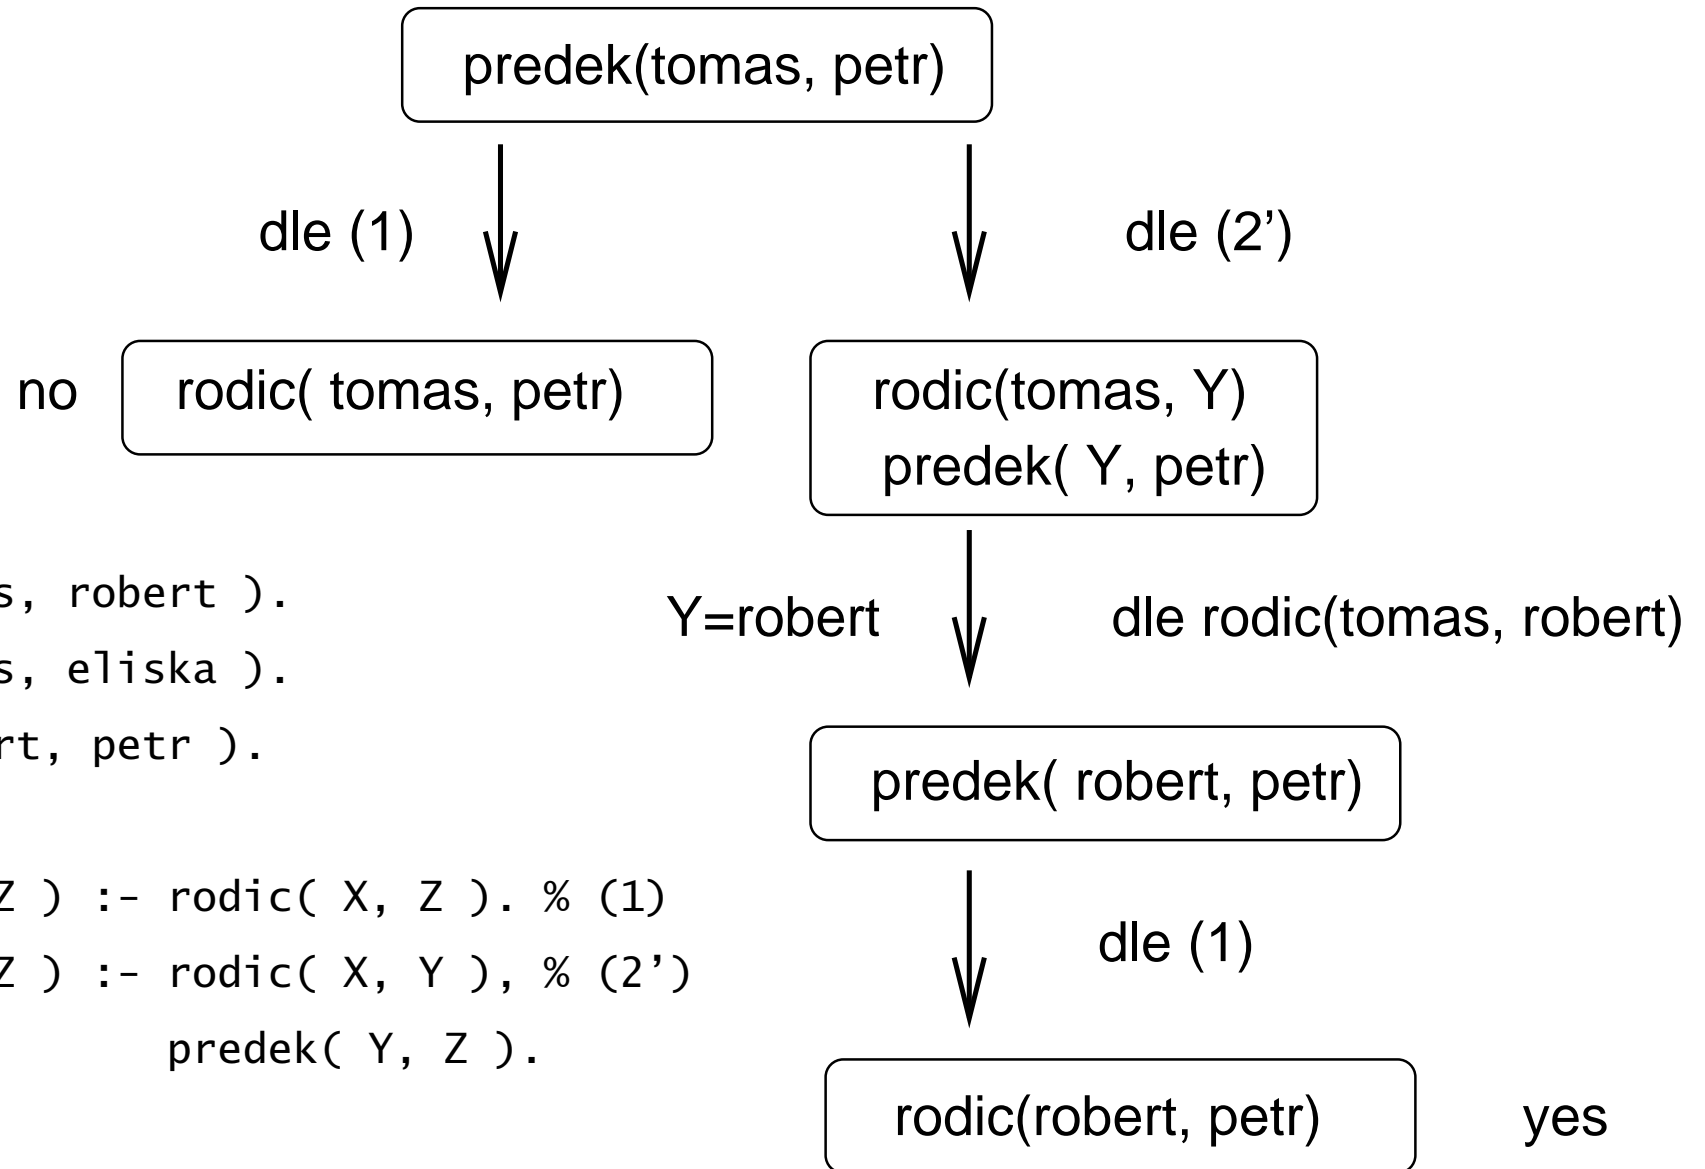 predek(tomas, petr)
dle (1)
dle (2’)
no
rodic( tomas, petr)
rodic(tomas, Y)
predek( Y, petr)
s, robert ).
s, eliska ).
rt, petr ).
Y=robert
dle rodic(tomas, robert)
predek( robert, petr)
Z ) :- rodic( X, Z ). % (1)
Z ) :- rodic( X, Y ), % (2’)
predek( Y, Z ).
dle (1)
rodic(robert, petr)
yes